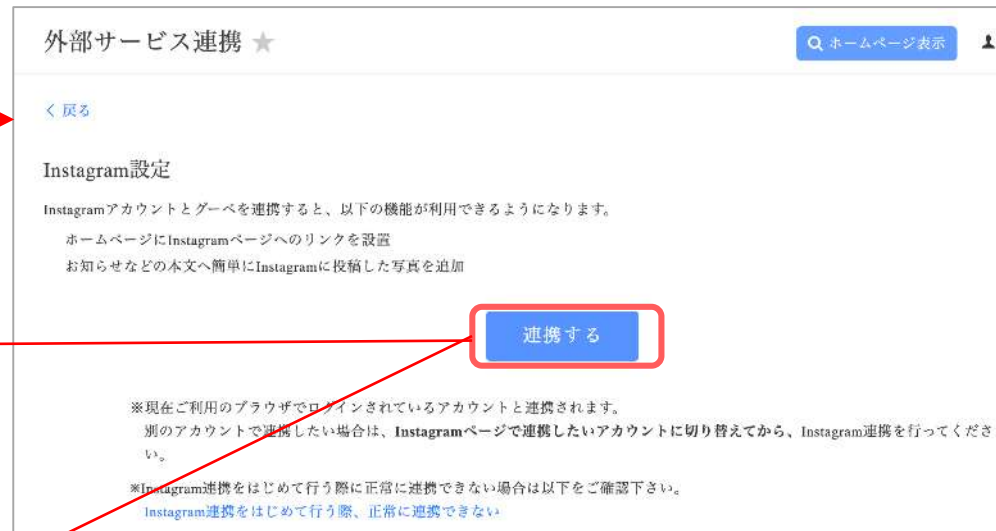 外部サービス連携 ★
ホームページ表示
く 戻る
Instagram設定
Instagramアカウントとグーペを連携すると、以下の機能が利用できるようになります。
ホームページにInstagramページへのリンクを設置
お知らせなどの本文へ簡単にInstagramに投稿した写真を追加
連携する
※現在ご利用のブラウザでログインされているアカウントと連携されます。
別のアカウントで連携したい場合は、Instagramページで連携したいアカウントに切り替えてから、Instagram連携を行ってくださ
い。
※Instagram連携をはじめて行う際に正常に連携できない場合は以下をご確認下さい。
Instagram連携をはじめて行う際、正常に連携できない